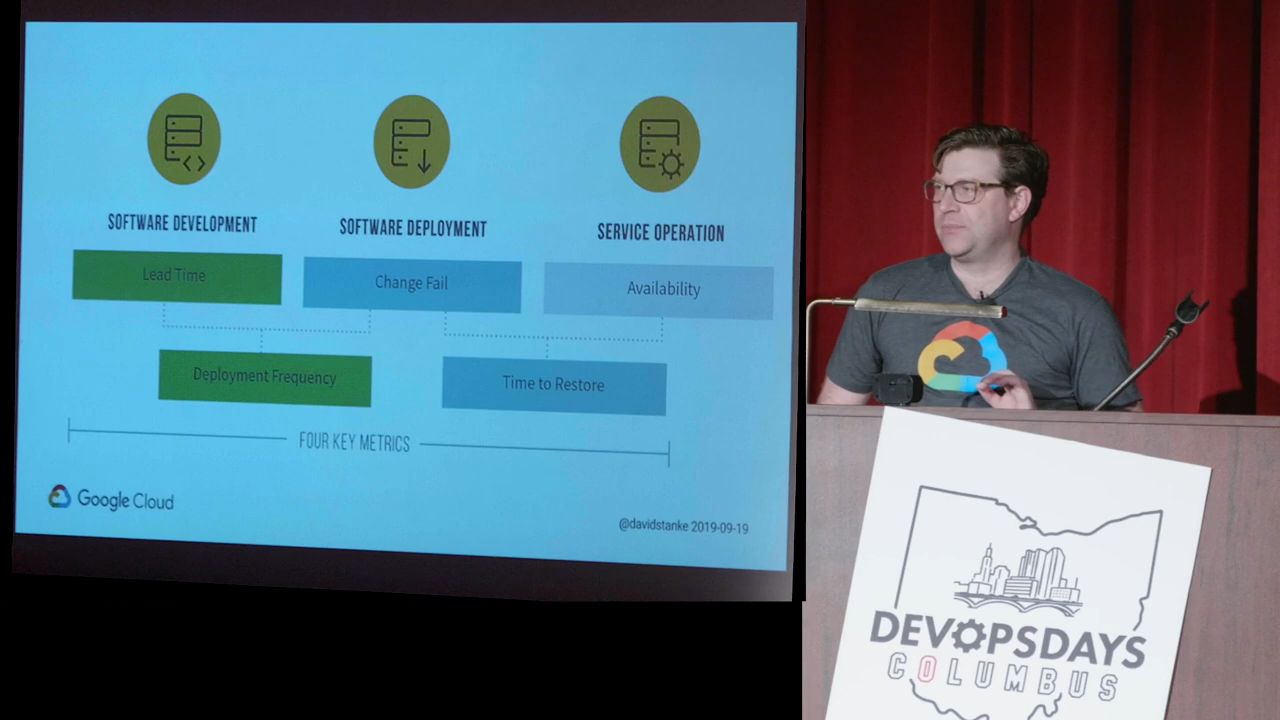 SOFTWARE DEVELOPMENT
SOFTWARE DEPLOYMENT
SERVICE OPERATION
Lead Time
Change Fail
Availability
Deployment Frequency
Time to Restore
FOUR KEY METRICS
Google Cloud
@davidstanke 2019-09-19
DEVOPSDAYS
COLUMBUS